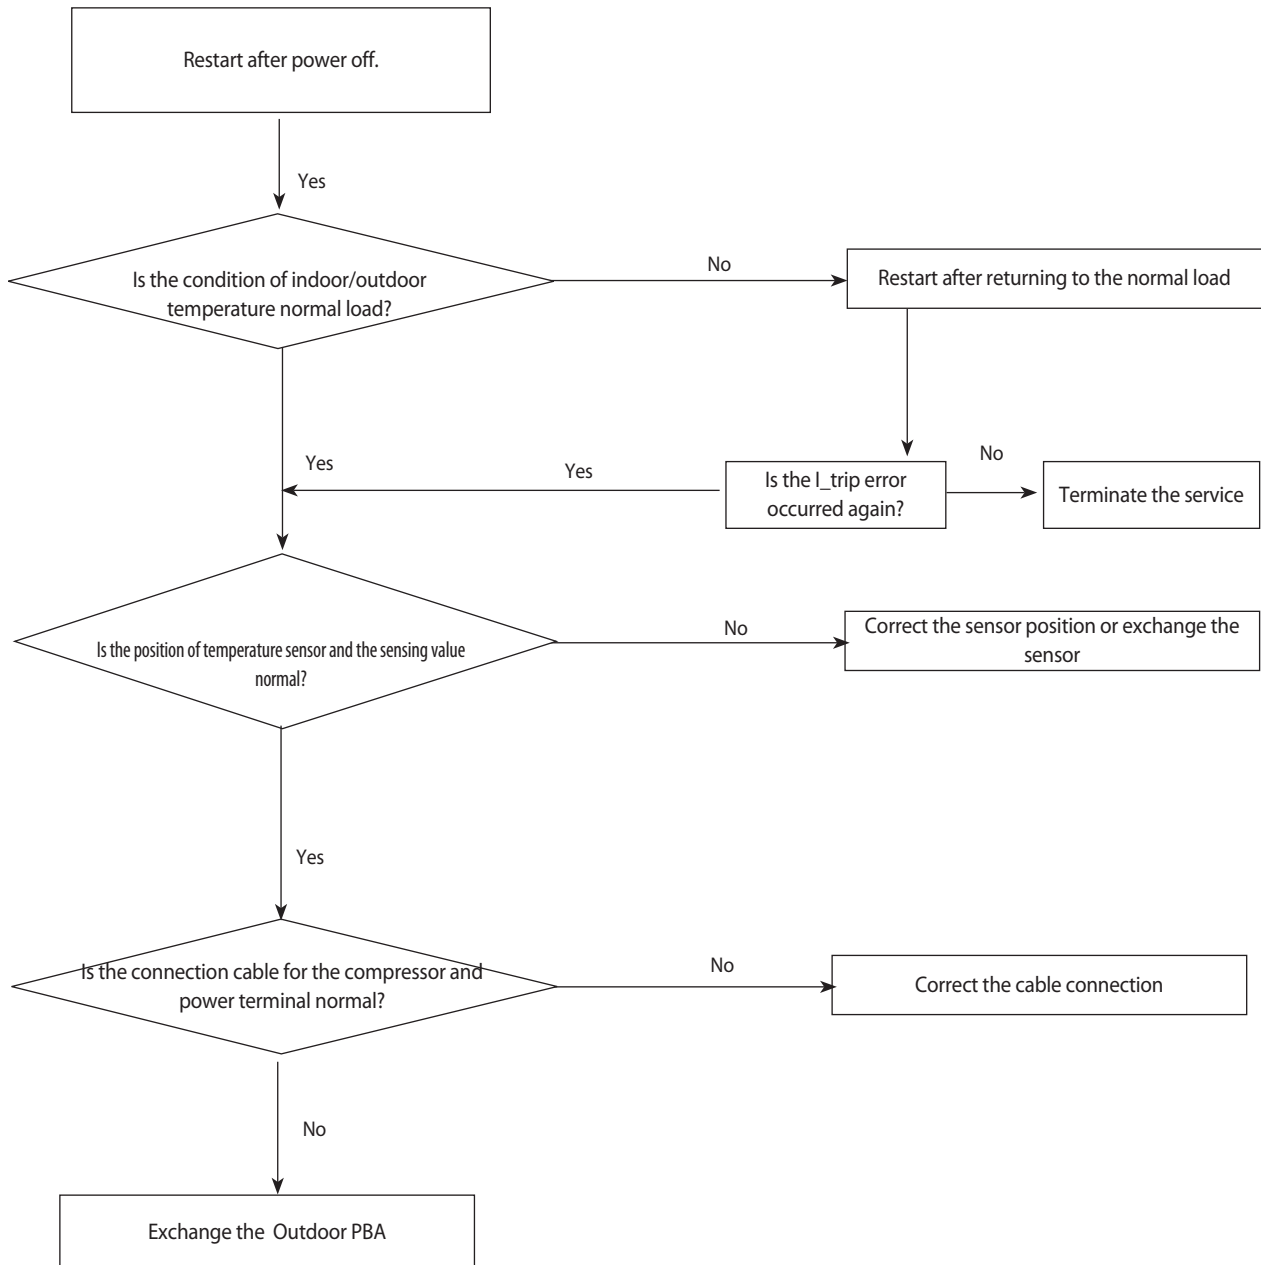 Restart after power off.
Yes
Is the condition of indoor/outdoor
temperature normal load?
No
Restart after returning to the normal load
Yes
Yes
Is the I_trip error
occurred again?
No
Terminate the service
Is the position of temperature sensor and the sensing value
normal?
No
Correct the sensor position or exchange the
sensor
Yes
Is the connection cable for the compressor and
power terminal normal?
No
Correct the cable connection
No
Exchange the Outdoor PBA